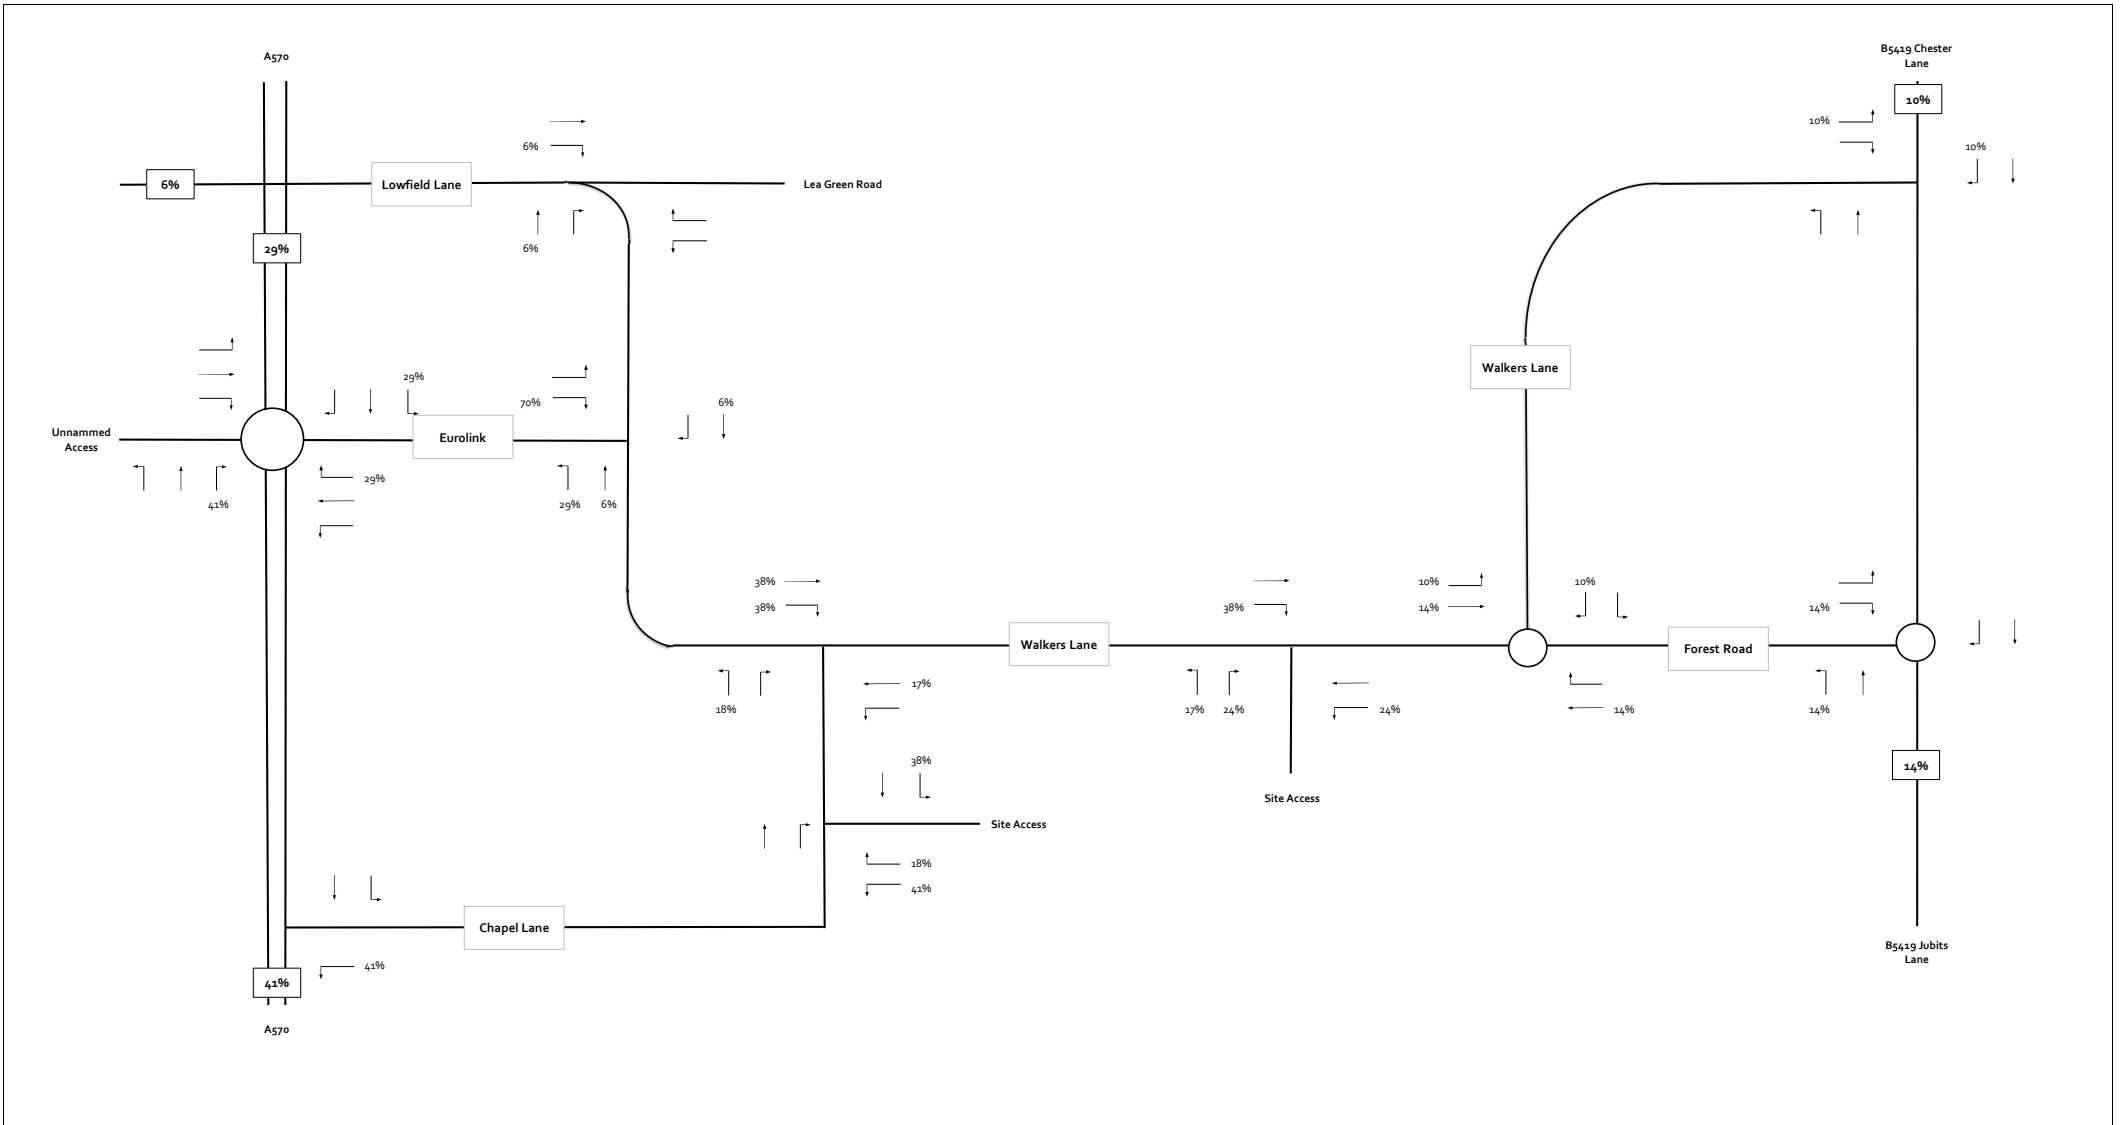 A570
B5419 Chester
Lane
10%
10%
6%
10%
6%
Lowfield Lane
Lea Green Road
6%
29%
Walkers Lane
29%
70%
6%
Unnammed
Access
Eurolink
29%
41%
29%
6%
38%
38%
38%
10%
14%
10%
14%
Walkers Lane
Forest Road
17%
18%
17%
24%
24%
14%
14%
38%
14%
Site Access
Site Access
18%
41%
Chapel Lane
B5419 Jubits
Lane
41%
41%
A570